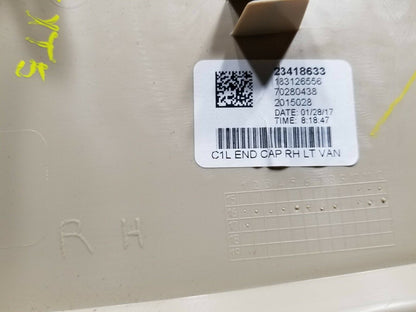 23418633
183126556
70280438
2015028
DATE: 01/28/17
TIME: 8:18:47
C1L END CAP RH LT VAN
RH